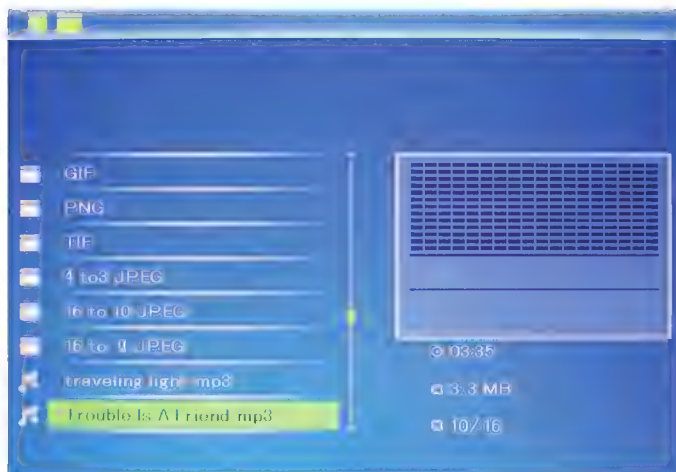 GIF
PNG
TIF
4 to3 JPEG
16 to 10 JPEG
16 to 9 JPEG
traveling light mp3
Trouble Is A Friend mp3
03:35
3.3 MB
10/16